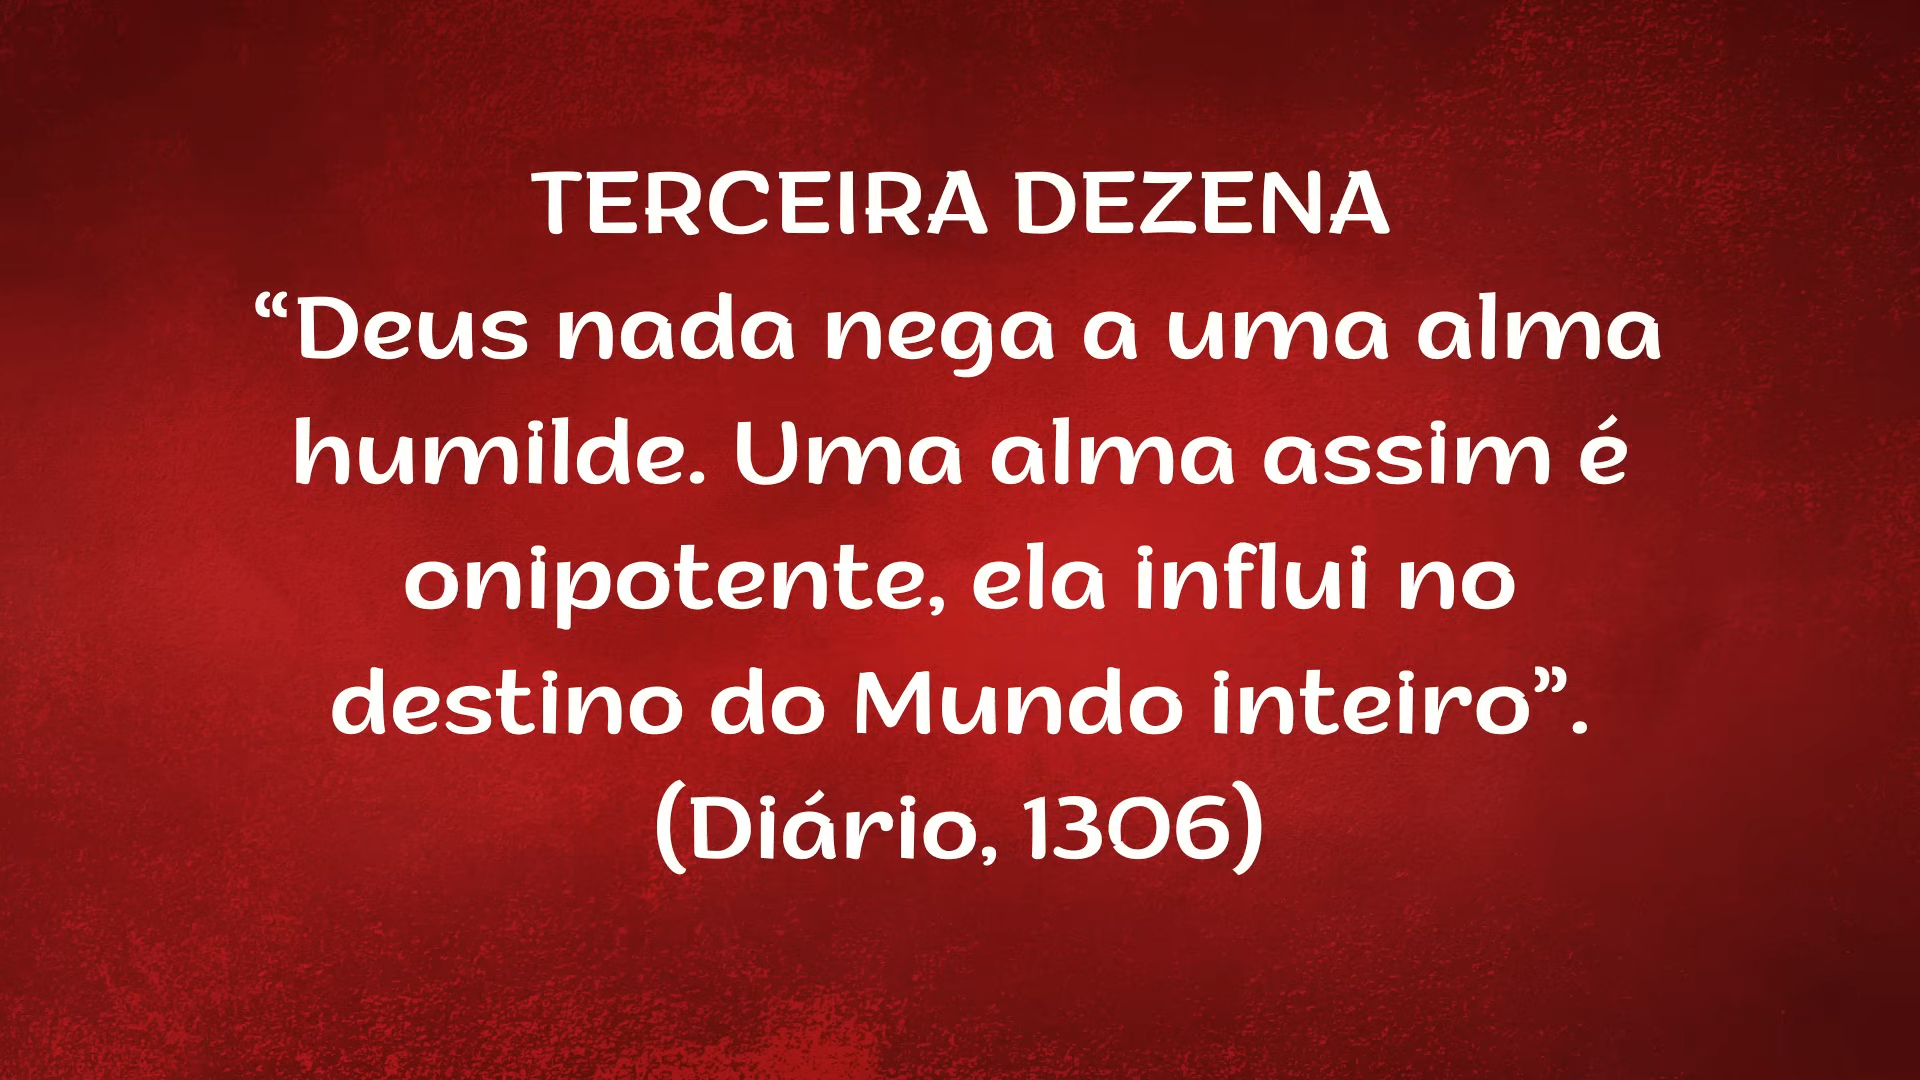 TERCEIRA DEZENA
“Deus nada nega a uma alma
humilde. Uma alma assim é
onipotente, ela influi no
destino do Mundo inteiro”.
(Diário, 1306)